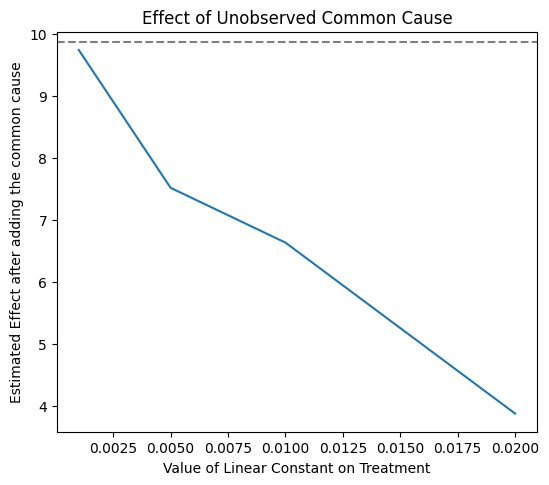 Effect of Unobserved Common Cause
Estimated Effect after adding the common cause
10
9
8
7
6
5
4
0.0025 0.0050 0.0075 0.0100 0.0125 0.0150 0.0175 0.0200
Value of Linear Constant on Treatment